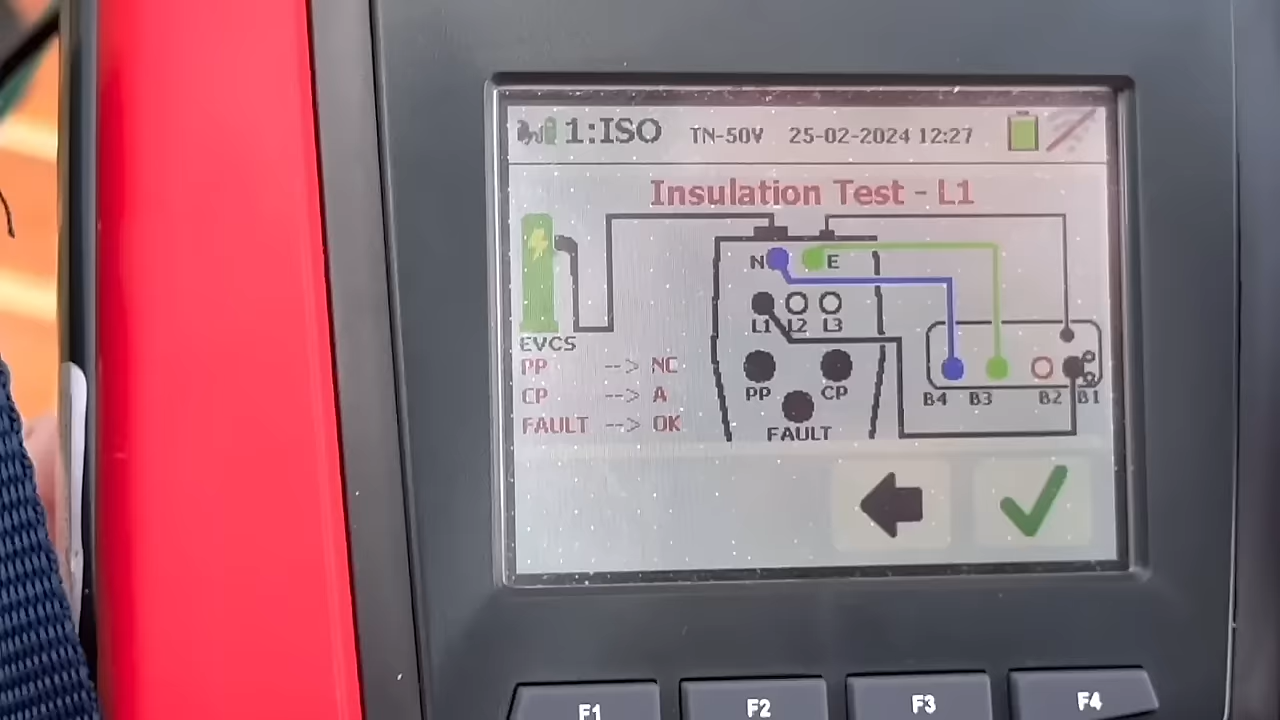 1:ISO TN-50V 25-02-2024 12:27
Insulation Test - L1
N E
L1 L2 L3
EVCS
PP --> NC
CP --> A
FAULT --> OK
PP CP
FAULT
B4 B3 B2 B1
F1 F2 F3 F4